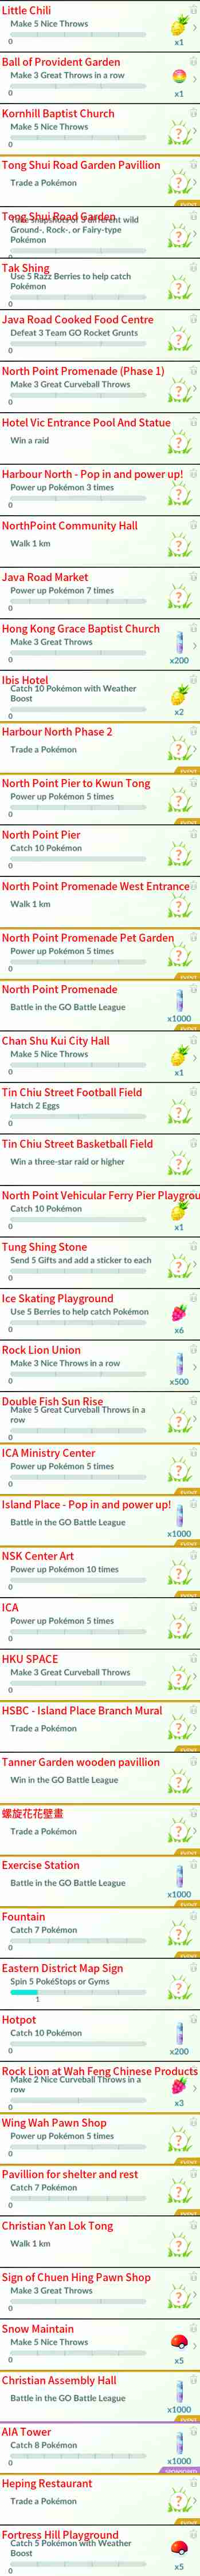 Little Chili
Make 5 Nice Throws
0
x1
Ball of Provident Garden
Make 3 Great Throws in a row
0
x1
Kornhill Baptist Church
Make 5 Nice Throws
0
Tong Shui Road Garden Pavillion
Trade a Pokémon
EVENT
Tong Shui Road Garden
Take snapshots of 5 different wild
Ground-, Rock-, or Fairy-type
Pokémon
0
Tak Shing
Use 5 Razz Berries to help catch
Pokémon
0
Java Road Cooked Food Centre
Defeat 3 Team GO Rocket Grunts
0
North Point Promenade (Phase 1)
Make 3 Great Curveball Throws
0
Hotel Vic Entrance Pool And Statue
Win a raid
Harbour North - Pop in and power up!
Power up Pokémon 3 times
0
NorthPoint Community Hall
Walk 1 km
Java Road Market
Power up Pokémon 7 times
0
Hong Kong Grace Baptist Church
Make 3 Great Throws
0
x200
Ibis Hotel
Catch 10 Pokémon with Weather
Boost
0
x2
Harbour North Phase 2
Trade a Pokémon
EVENT
North Point Pier to Kwun Tong
Power up Pokémon 5 times
0
EVENT
North Point Pier
Catch 10 Pokémon
0
North Point Promenade West Entrance
Walk 1 km
North Point Promenade Pet Garden
Power up Pokémon 5 times
0
EVENT
North Point Promenade
Battle in the GO Battle League
x1000
EVENT
Chan Shu Kui City Hall
Make 5 Nice Throws
0
x1
Tin Chiu Street Football Field
Hatch 2 Eggs
0
Tin Chiu Street Basketball Field
Win a three-star raid or higher
North Point Vehicular Ferry Pier Playgrou
Catch 10 Pokémon
0
x1
Tung Shing Stone
Send 5 Gifts and add a sticker to each
0
Ice Skating Playground
Use 5 Berries to help catch Pokémon
0
x6
Rock Lion Union
Make 3 Nice Throws in a row
0
x500
Double Fish Sun Rise
Make 5 Great Curveball Throws in a
row
0
ICA Ministry Center
Power up Pokémon 5 times
0
EVENT
Island Place - Pop in and power up!
Battle in the GO Battle League
x1000
EVENT
NSK Center Art
Power up Pokémon 10 times
0
EVENT
ICA
Power up Pokémon 5 times
0
HKU SPACE
Make 3 Great Curveball Throws
0
HSBC - Island Place Branch Mural
Trade a Pokémon
EVENT
Tanner Garden wooden pavillion
Win in the GO Battle League
螺旋花花壁畫
Trade a Pokémon
EVENT
Exercise Station
Battle in the GO Battle League
x1000
EVENT
Fountain
Catch 7 Pokémon
0
EVENT
Eastern District Map Sign
Spin 5 PokéStops or Gyms
1
Hotpot
Catch 10 Pokémon
0
x200
Rock Lion at Wah Feng Chinese Products
Make 2 Nice Curveball Throws in a
row
0
x3
Wing Wah Pawn Shop
Power up Pokémon 5 times
0
EVENT
Pavillion for shelter and rest
Catch 7 Pokémon
0
EVENT
Christian Yan Lok Tong
Walk 1 km
Sign of Chuen Hing Pawn Shop
Make 3 Great Throws
0
Snow Maintain
Make 5 Nice Throws
0
x5
Christian Assembly Hall
Battle in the GO Battle League
x1000
EVENT
AIA Tower
Catch 8 Pokémon
0
x1000
SPONSORED
Heping Restaurant
Trade a Pokémon
EVENT
Fortress Hill Playground
Catch 5 Pokémon with Weather
Boost
0
x5